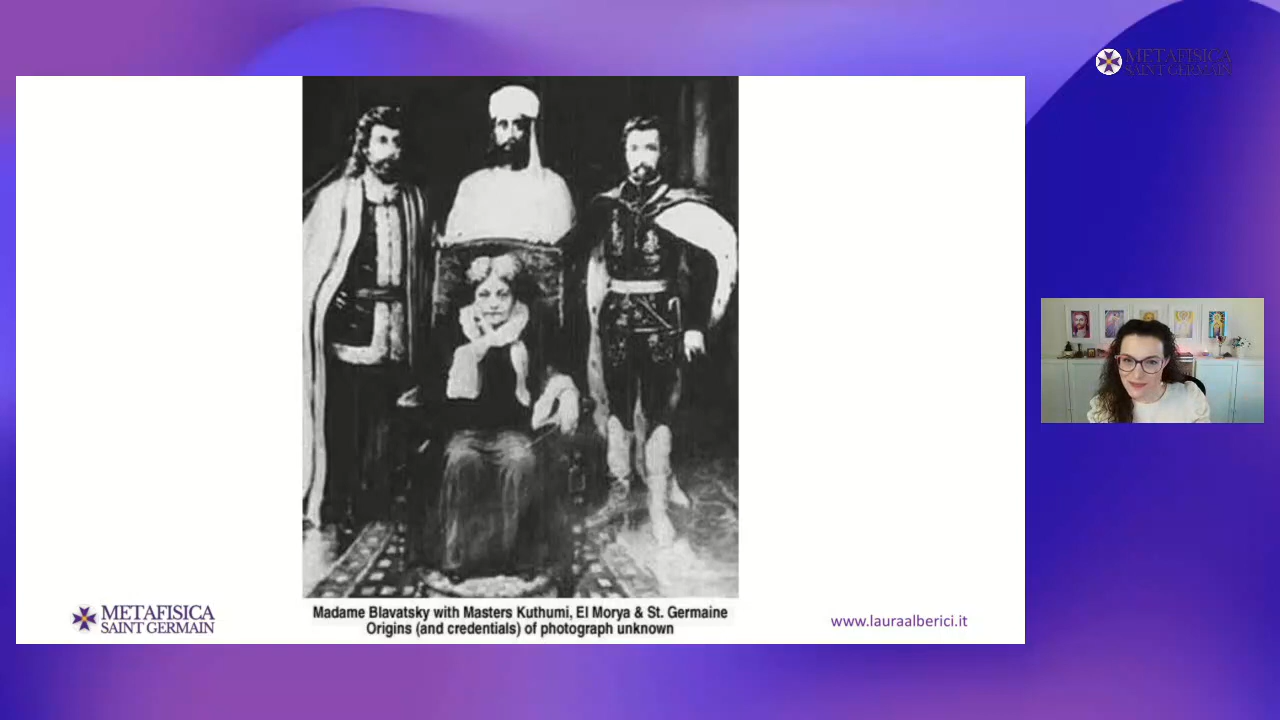 METAFISICA
SAINT GERMAIN
Madame Blavatsky with Masters Kuthumi, El Morya & St. Germaine
Origins (and credentials) of photograph unknown
METAFISICA
SAINT GERMAIN
www.lauraalberici.it